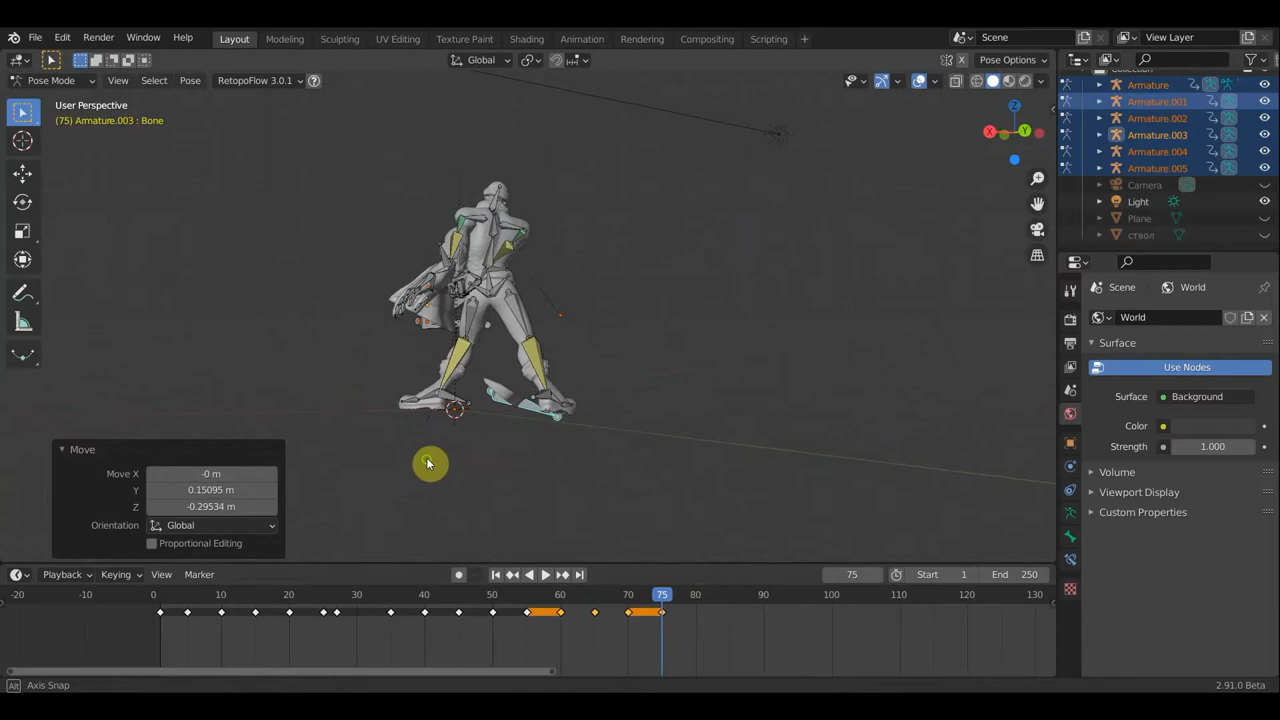 File Edit Render Window Help Layout Modeling Sculpting UV Editing Texture Paint Shading Animation Rendering Compositing Scripting + Scene View Layer
Global Pose Options
Pose Mode View Select Pose RetopoFlow 3.0.1 ?
User Perspective
(75) Armature.003 : Bone
X Y Z
Collection
Armature
Armature.001
Armature.002
Armature.003
Armature.004
Armature.005
Camera
Light
Plane
ствол
Scene World
World
Surface
Use Nodes
Surface Background
Color
Strength 1.000
Volume
Viewport Display
Custom Properties
Move
Move X -0 m
Y 0.15095 m
Z -0.29534 m
Orientation Global
Proportional Editing
Playback Keying View Marker 75 Start 1 End 250
-20 -10 0 10 20 30 40 50 60 70 75 80 90 100 110 120 130
Alt Axis Snap 2.91.0 Beta